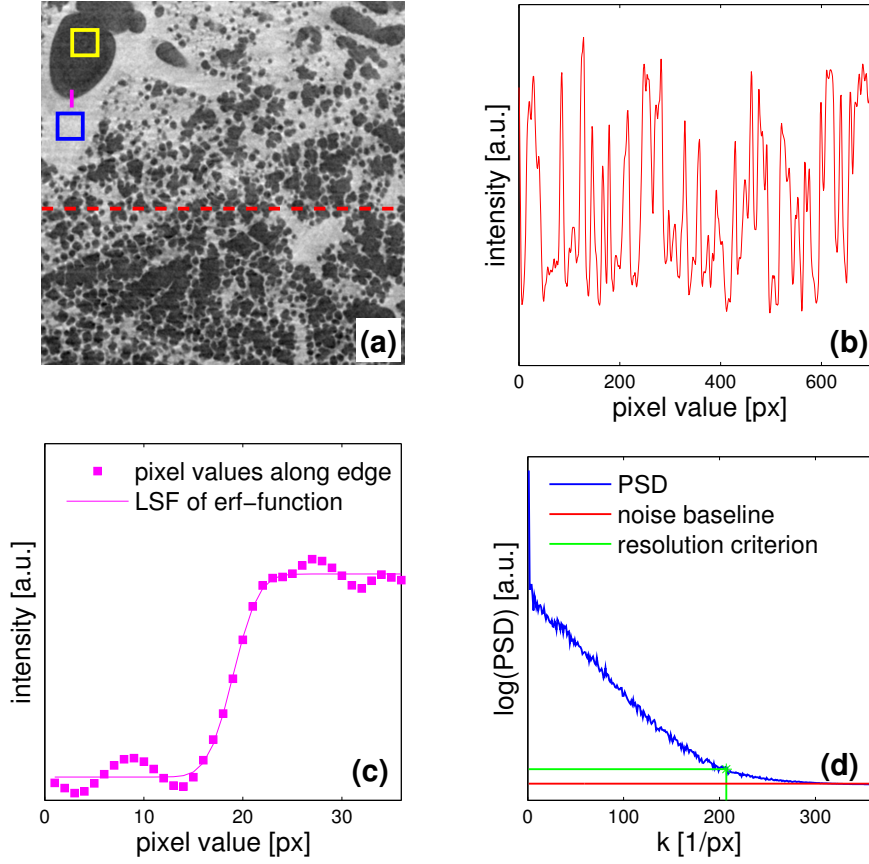 (a)
intensity [a.u.]
(b)
0 200 400 600
pixel value [px]
pixel values along edge
LSF of erf−function
intensity [a.u.]
(c)
0 10 20 30
pixel value [px]
PSD
noise baseline
resolution criterion
log(PSD) [a.u.]
(d)
0 100 200 300
k [1/px]